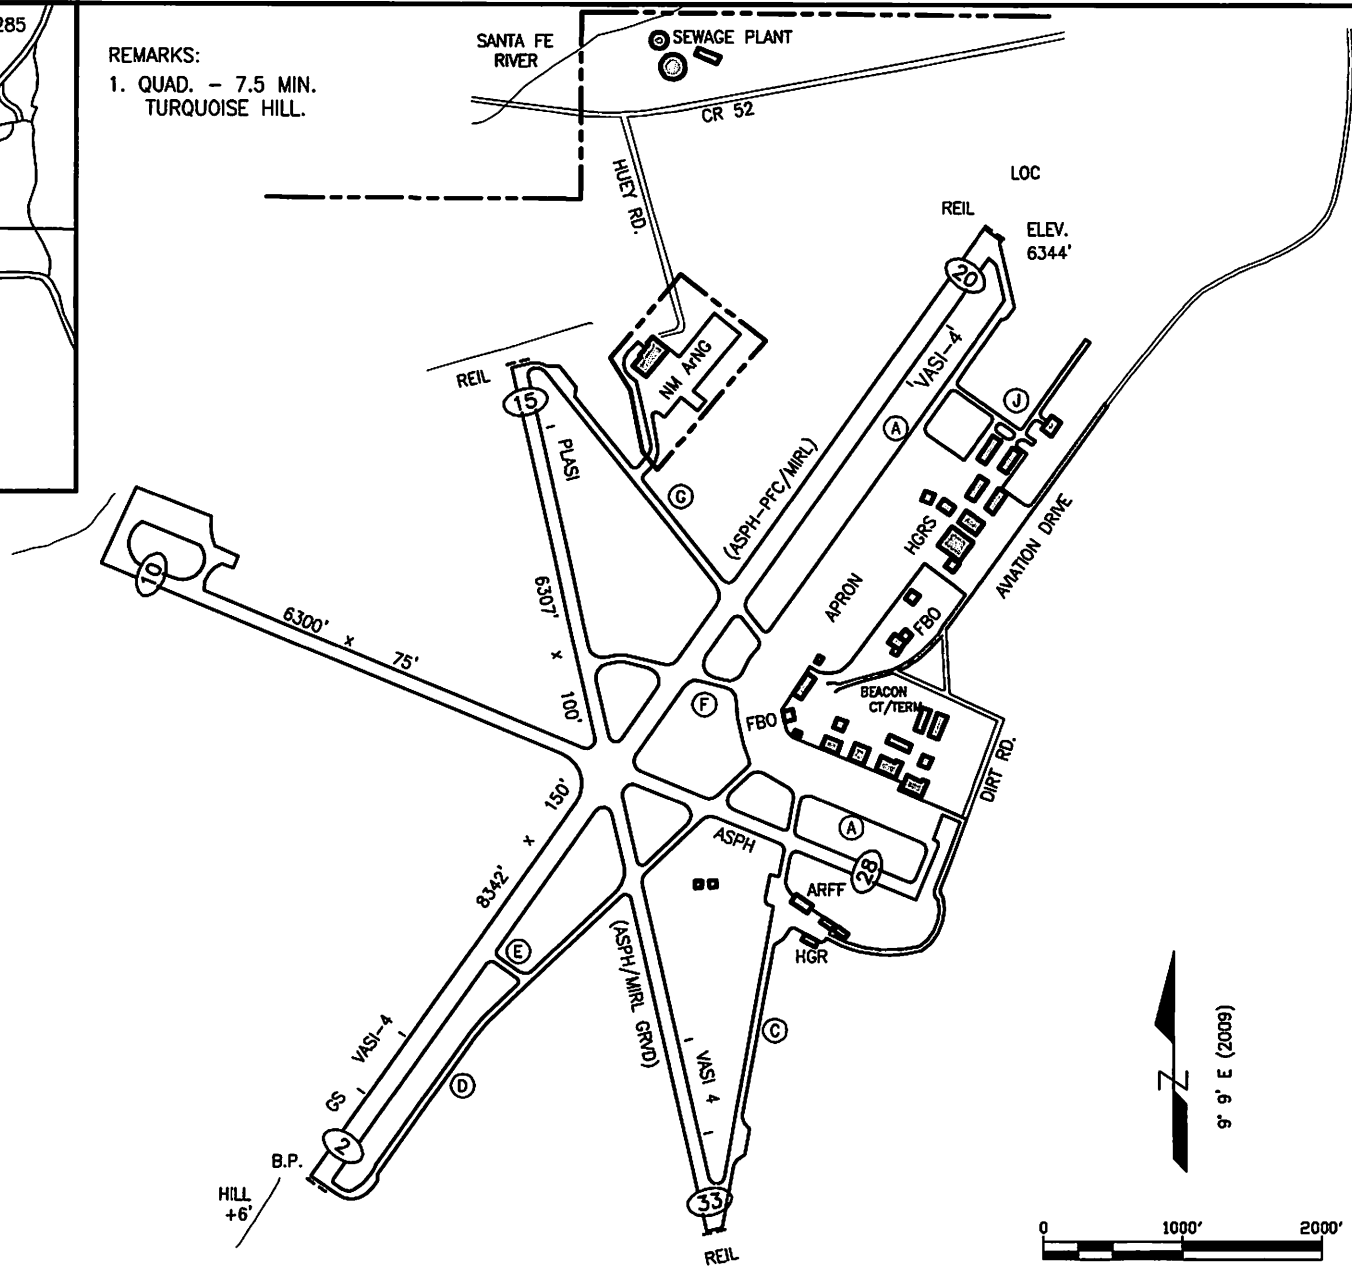 285
REMARKS:
1. QUAD. - 7.5 MIN.
TURQUOISE HILL.
SANTA FE
RIVER
SEWAGE PLANT
CR 52
HUEY RD.
LOC
REIL
ELEV.
6344'
20
'VASI-4'
NM ArNG
REIL
15
PLASI
J
A
G
(ASPH-PFC/MIRL)
HGRS
AVIATION DRIVE
10
6300'
x
75'
6307'
x
100'
APRON
FBO
BEACON
CT/TERM
F
FBO
DIRT RD.
150'
x
8342'
ASPH
A
28
ARFF
HGR
E
(ASPH/MIRL GRVD)
C
VASI-4
GS
D
VASI 4
2
B.P.
HILL
+6'
33
REIL
Z
9° 9' E (2009)
0
1000'
2000'